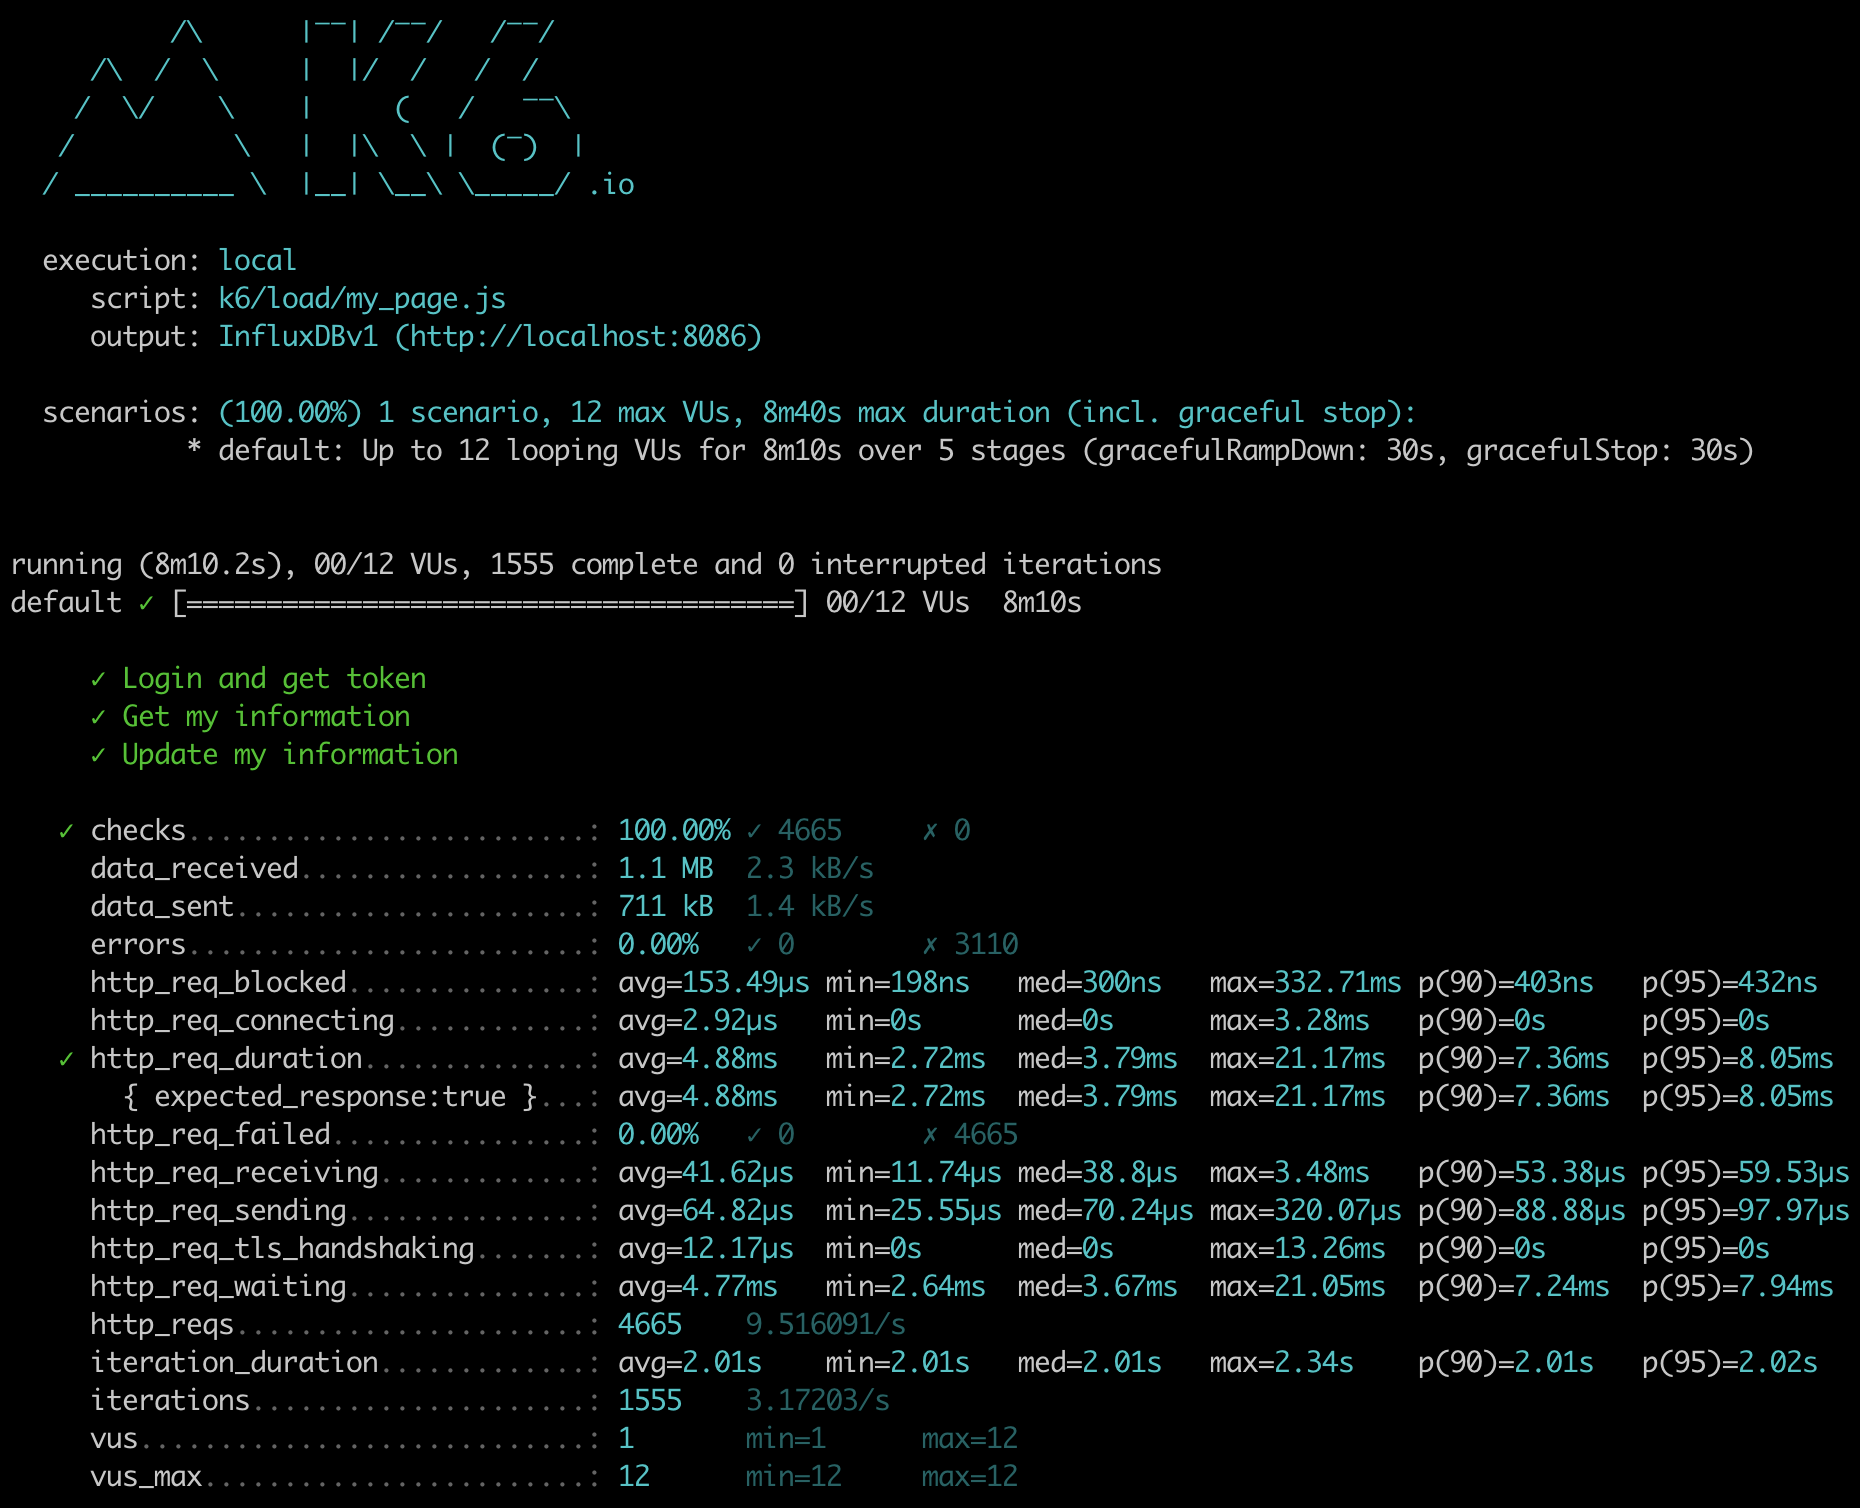 /\      |‾‾| /‾‾/   /‾‾/
    /\  /  \     |  |/  /   /  /
   /  \/    \    |     (   /   ‾‾\
  /          \   |  |\  \ |  (‾)  |
 / __________ \  |__| \__\ \_____/ .io
execution: local
script: k6/load/my_page.js
output: InfluxDBv1 (http://localhost:8086)
scenarios: (100.00%) 1 scenario, 12 max VUs, 8m40s max duration (incl. graceful stop):
* default: Up to 12 looping VUs for 8m10s over 5 stages (gracefulRampDown: 30s, gracefulStop: 30s)
running (8m10.2s), 00/12 VUs, 1555 complete and 0 interrupted iterations
default ✓ [======================================] 00/12 VUs  8m10s
✓ Login and get token
✓ Get my information
✓ Update my information
✓ checks.........................: 100.00% ✓ 4665     ✗ 0
data_received..................: 1.1 MB  2.3 kB/s
data_sent......................: 711 kB  1.4 kB/s
errors.........................: 0.00%   ✓ 0        ✗ 3110
http_req_blocked...............: avg=153.49µs min=198ns   med=300ns   max=332.71ms p(90)=403ns   p(95)=432ns
http_req_connecting............: avg=2.92µs   min=0s      med=0s      max=3.28ms   p(90)=0s      p(95)=0s
✓ http_req_duration..............: avg=4.88ms   min=2.72ms  med=3.79ms  max=21.17ms  p(90)=7.36ms  p(95)=8.05ms
{ expected_response:true }...: avg=4.88ms   min=2.72ms  med=3.79ms  max=21.17ms  p(90)=7.36ms  p(95)=8.05ms
http_req_failed................: 0.00%   ✓ 0        ✗ 4665
http_req_receiving.............: avg=41.62µs  min=11.74µs med=38.8µs  max=3.48ms   p(90)=53.38µs p(95)=59.53µs
http_req_sending...............: avg=64.82µs  min=25.55µs med=70.24µs max=320.07µs p(90)=88.88µs p(95)=97.97µs
http_req_tls_handshaking.......: avg=12.17µs  min=0s      med=0s      max=13.26ms  p(90)=0s      p(95)=0s
http_req_waiting...............: avg=4.77ms   min=2.64ms  med=3.67ms  max=21.05ms  p(90)=7.24ms  p(95)=7.94ms
http_reqs......................: 4665    9.516091/s
iteration_duration.............: avg=2.01s    min=2.01s   med=2.01s   max=2.34s    p(90)=2.01s   p(95)=2.02s
iterations.....................: 1555    3.17203/s
vus............................: 1       min=1      max=12
vus_max........................: 12      min=12     max=12